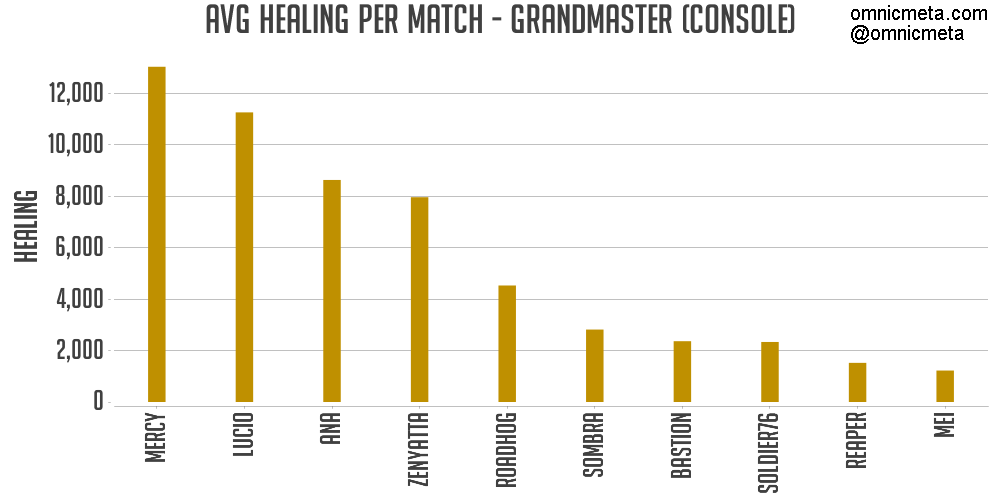 AVG HEALING PER MATCH - GRANDMASTER (CONSOLE)
omnicmeta.com
@omnicmeta
HEALING
12,000
10,000
8,000
6,000
4,000
2,000
0
MERCY
LUCIO
ANA
ZENYATTA
ROADHOG
SOMBRA
BASTION
SOLDIER76
REAPER
MEI